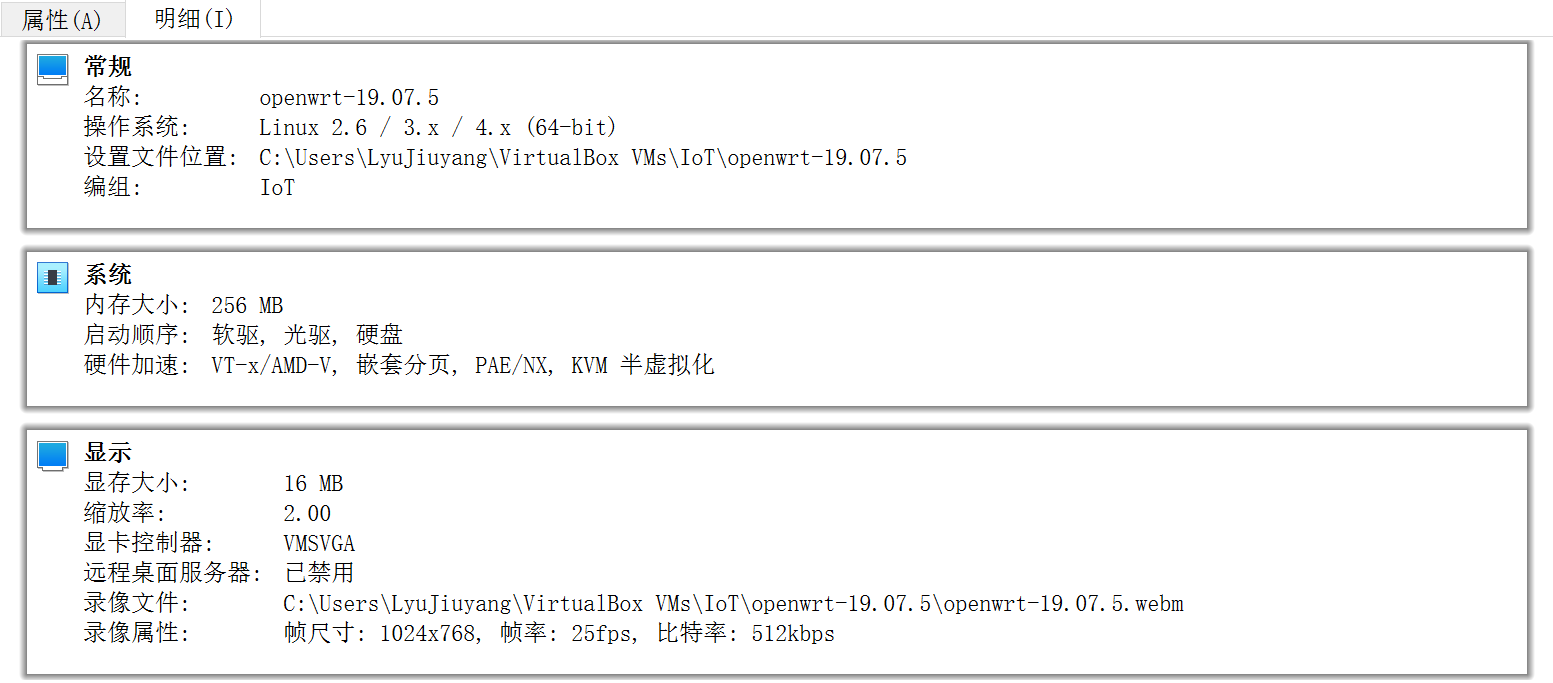 属性(A) 明细(I)
常规
名称: openwrt-19.07.5
操作系统: Linux 2.6 / 3.x / 4.x (64-bit)
设置文件位置: C:\Users\LyuJiuyang\VirtualBox VMs\IoT\openwrt-19.07.5
编组: IoT
系统
内存大小: 256 MB
启动顺序: 软驱, 光驱, 硬盘
硬件加速: VT-x/AMD-V, 嵌套分页, PAE/NX, KVM 半虚拟化
显示
显存大小: 16 MB
缩放率: 2.00
显卡控制器: VMSVGA
远程桌面服务器: 已禁用
录像文件: C:\Users\LyuJiuyang\VirtualBox VMs\IoT\openwrt-19.07.5\openwrt-19.07.5.webm
录像属性: 帧尺寸: 1024x768, 帧率: 25fps, 比特率: 512kbps